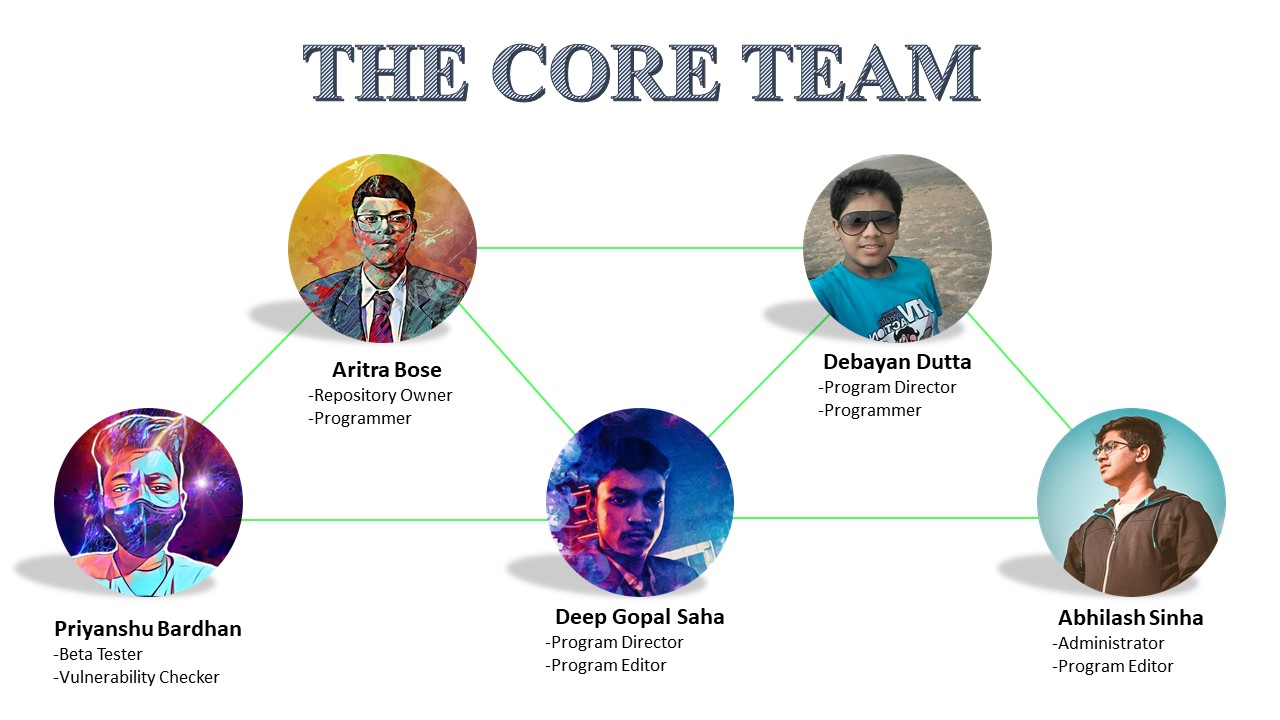 THE CORE TEAM
Aritra Bose
-Repository Owner
-Programmer
Debayan Dutta
-Program Director
-Programmer
Priyanshu Bardhan
-Beta Tester
-Vulnerability Checker
Deep Gopal Saha
-Program Director
-Program Editor
Abhilash Sinha
-Administrator
-Program Editor